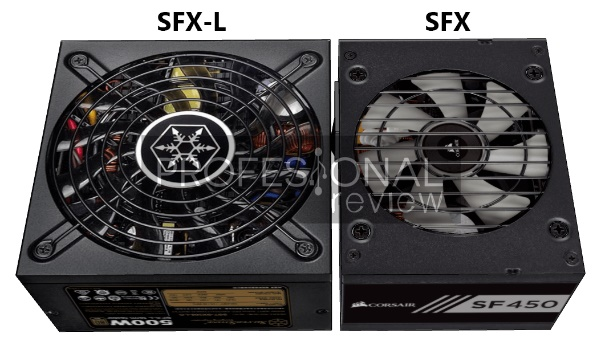 SFX-L SFX
PROFESIONAL
review
CORSAIR SF450
500W